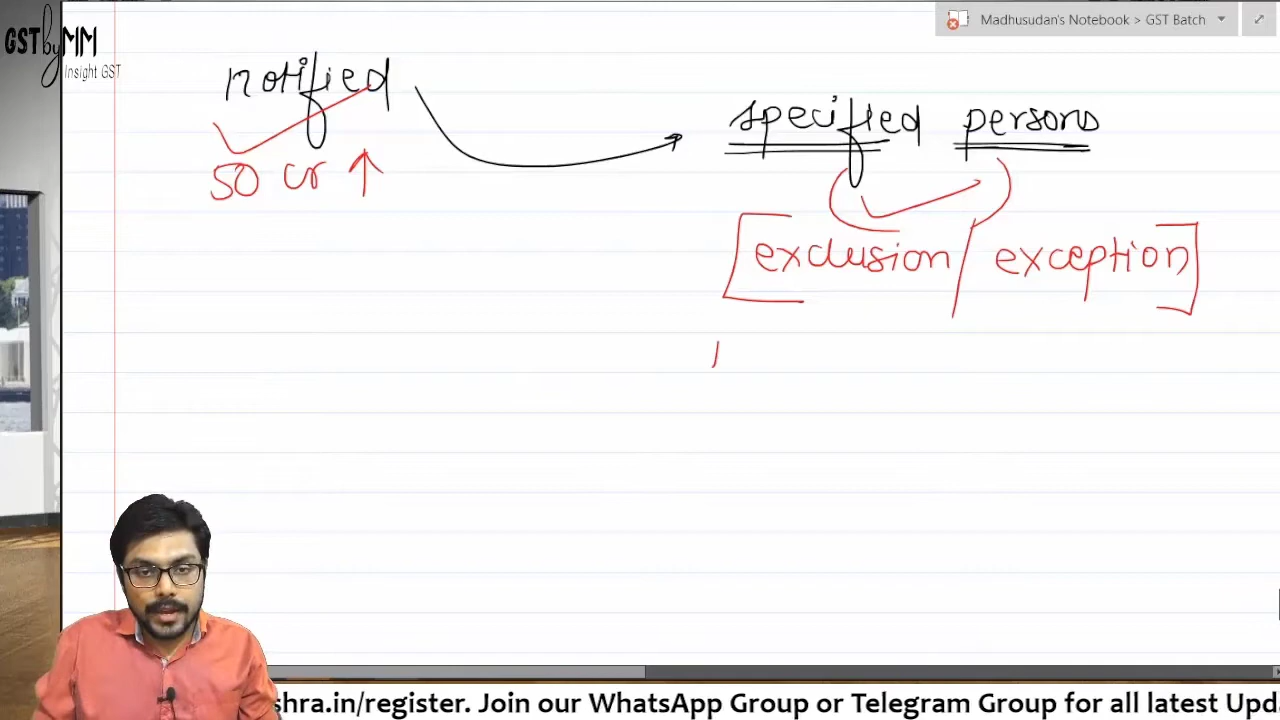 GST by MM
Insight GST
Madhusudan's Notebook > GST Batch
notified
50 cr ↑
specified persons
[exclusion / exception]
shra.in/register. Join our WhatsApp Group or Telegram Group for all latest Upda